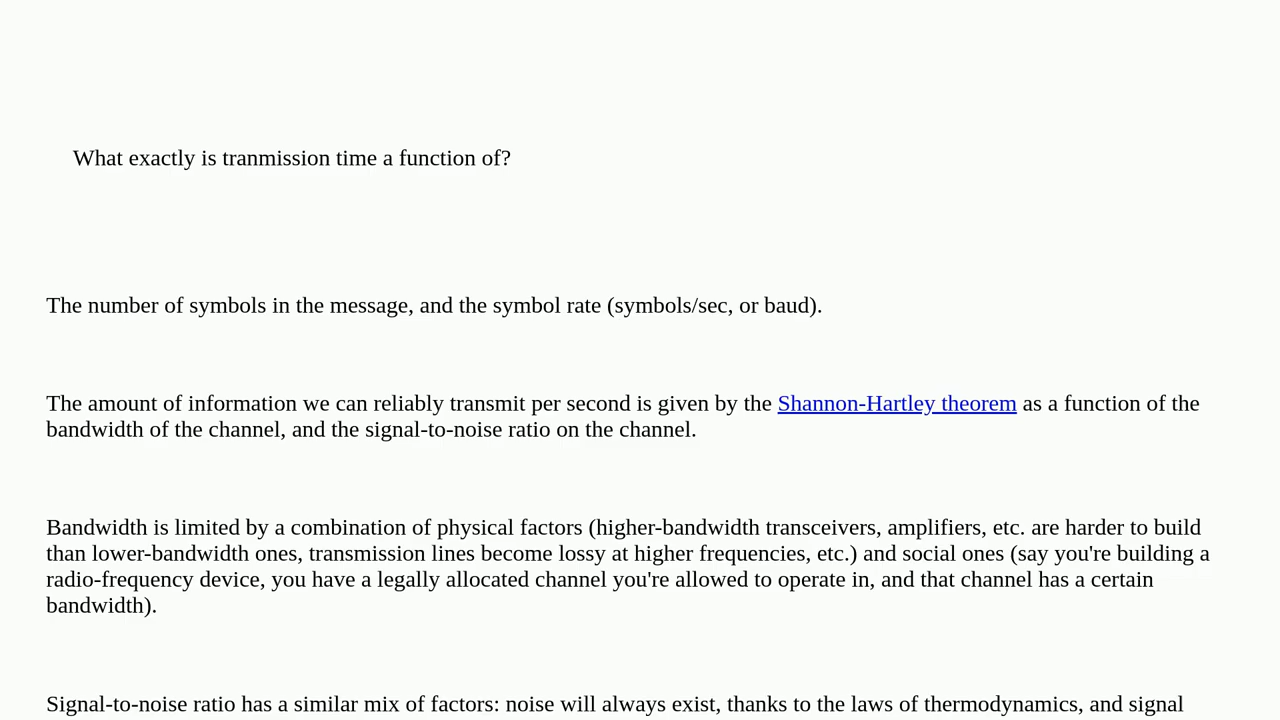 What exactly is tranmission time a function of?
The number of symbols in the message, and the symbol rate (symbols/sec, or baud).
The amount of information we can reliably transmit per second is given by the Shannon-Hartley theorem as a function of the
bandwidth of the channel, and the signal-to-noise ratio on the channel.
Bandwidth is limited by a combination of physical factors (higher-bandwidth transceivers, amplifiers, etc. are harder to build
than lower-bandwidth ones, transmission lines become lossy at higher frequencies, etc.) and social ones (say you're building a
radio-frequency device, you have a legally allocated channel you're allowed to operate in, and that channel has a certain
bandwidth).
Signal-to-noise ratio has a similar mix of factors: noise will always exist, thanks to the laws of thermodynamics, and signal